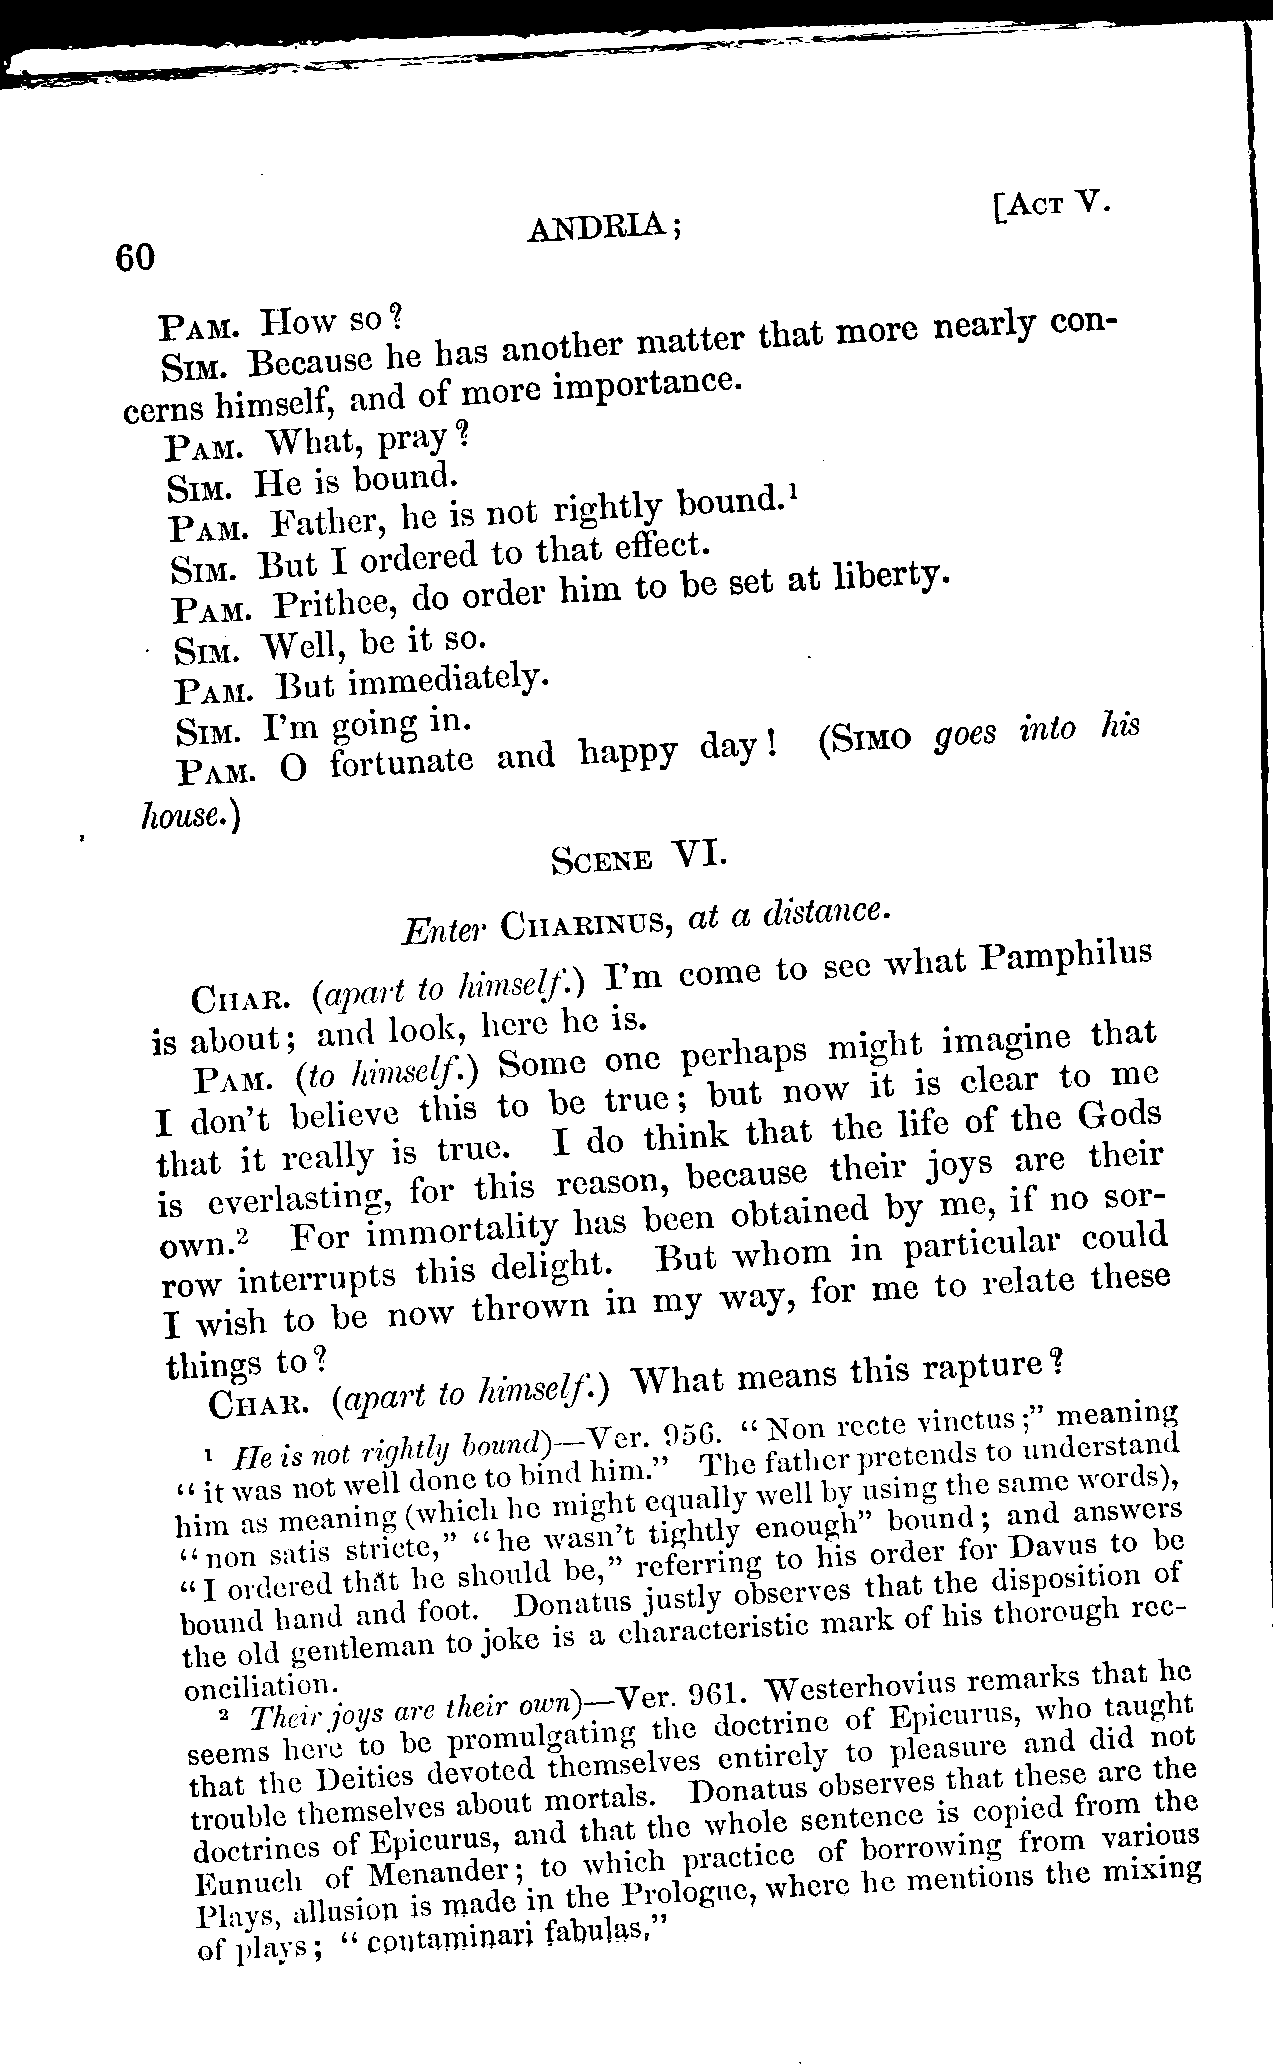 60
ANDRIA;
[ACT V.
PAM. How so?
SIM. Because he has another matter that more nearly con-
cerns himself, and of more importance.
PAM. What, pray?
SIM. He is bound.
PAM. Father, he is not rightly bound.¹
SIM. But I ordered to that effect.
PAM. Prithee, do order him to be set at liberty.
SIM. Well, be it so.
PAM. But immediately.
SIM. I'm going in.
PAM. O fortunate and happy day! (SIMO goes into his
house.)
SCENE VI.
Enter CHARINUS, at a distance.
CHAR. (apart to himself.) I'm come to see what Pamphilus
is about; and look, here he is.
PAM. (to himself.) Some one perhaps might imagine that
I don't believe this to be true; but now it is clear to me
that it really is true. I do think that the life of the Gods
is everlasting, for this reason, because their joys are their
own.² For immortality has been obtained by me, if no sor-
row interrupts this delight. But whom in particular could
I wish to be now thrown in my way, for me to relate these
things to?
CHAR. (apart to himself.) What means this rapture?
¹ He is not rightly bound)—Ver. 956. "Non recte vinctus;" meaning
"it was not well done to bind him." The father pretends to understand
him as meaning (which he might equally well by using the same words),
"non satis stricte," "he wasn't tightly enough" bound; and answers
"I ordered that he should be," referring to his order for Davus to be
bound hand and foot. Donatus justly observes that the disposition of
the old gentleman to joke is a characteristic mark of his thorough rec-
onciliation.
² Their joys are their own)—Ver. 961. Westerhovius remarks that he
seems here to be promulgating the doctrine of Epicurus, who taught
that the Deities devoted themselves entirely to pleasure and did not
trouble themselves about mortals. Donatus observes that these are the
doctrines of Epicurus, and that the whole sentence is copied from the
Eunuch of Menander; to which practice of borrowing from various
Plays, allusion is made in the Prologue, where he mentions the mixing
of plays; "contaminari fabulas,"